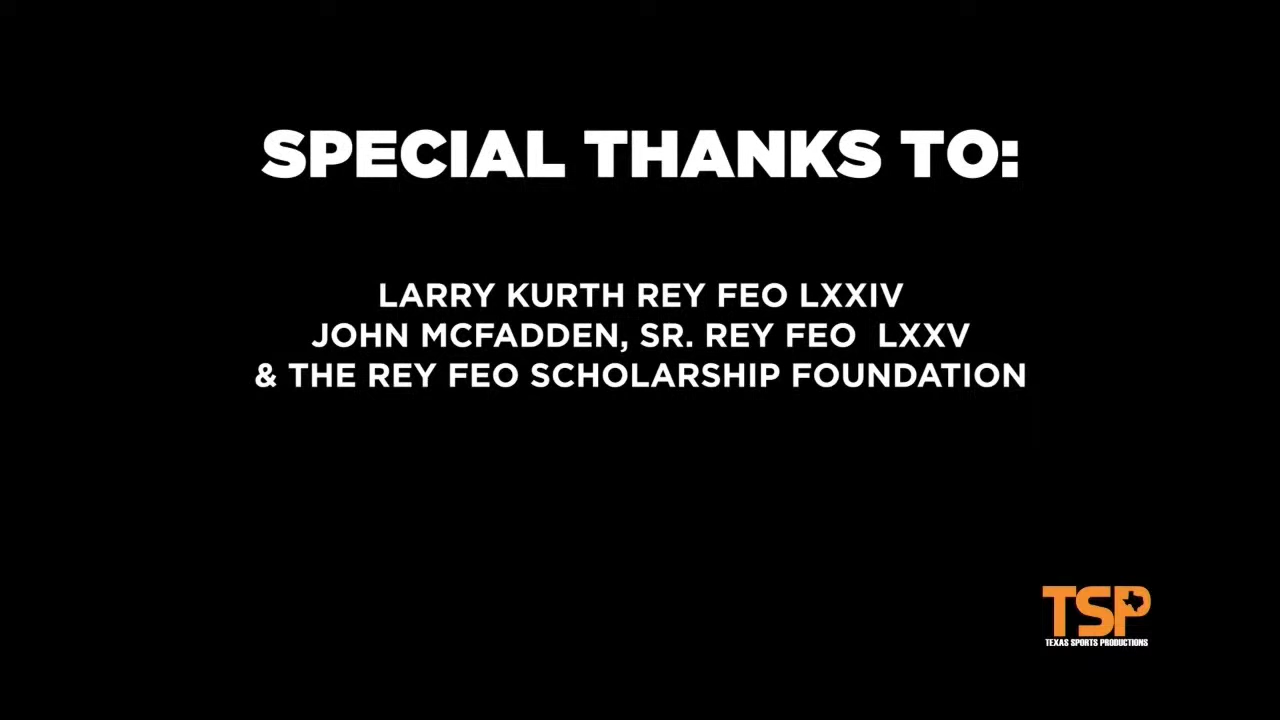 SPECIAL THANKS TO:
LARRY KURTH REY FEO LXXIV
JOHN MCFADDEN, SR. REY FEO  LXXV
& THE REY FEO SCHOLARSHIP FOUNDATION
TSP
TEXAS SPORTS PRODUCTIONS